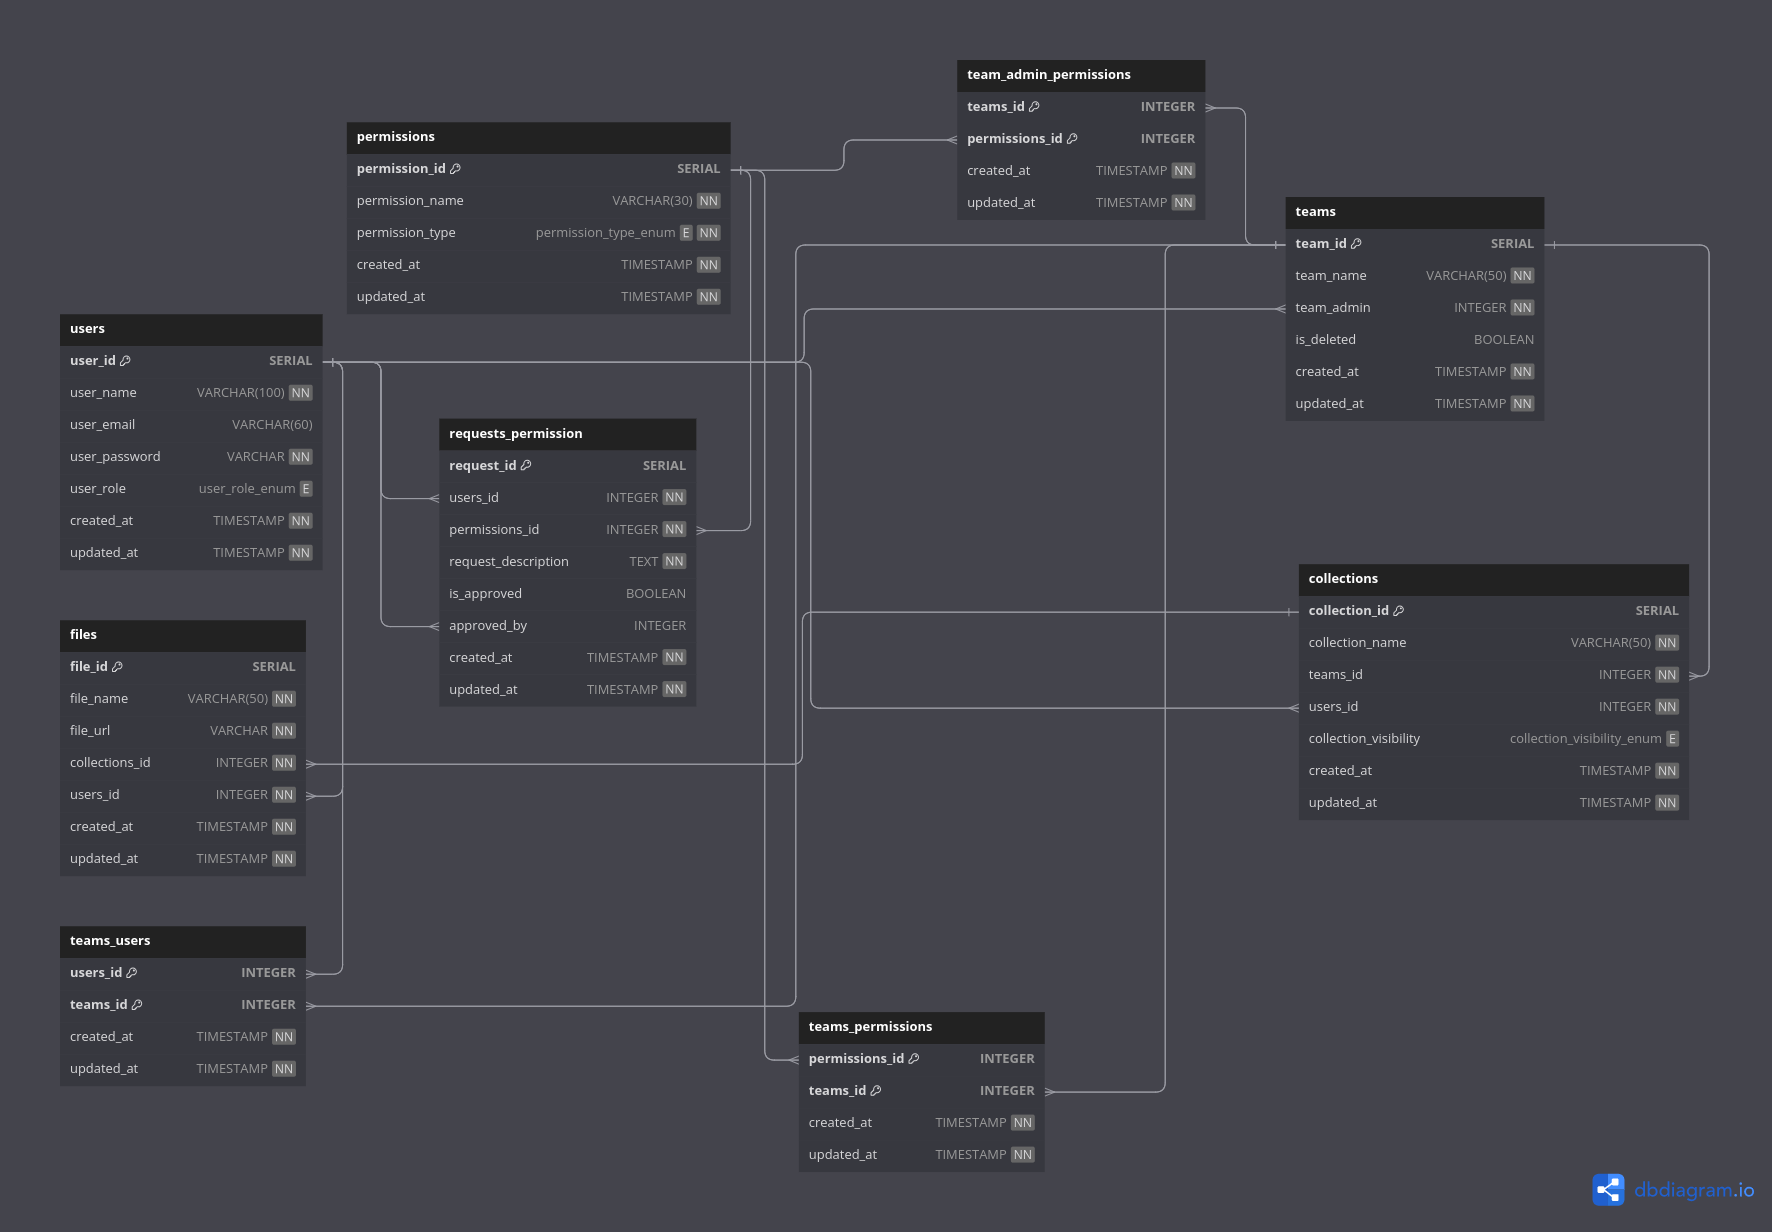 team_admin_permissions
teams_id INTEGER
permissions_id INTEGER
created_at TIMESTAMP NN
updated_at TIMESTAMP NN
permissions
permission_id SERIAL
permission_name VARCHAR(30) NN
permission_type permission_type_enum E NN
created_at TIMESTAMP NN
updated_at TIMESTAMP NN
teams
team_id SERIAL
team_name VARCHAR(50) NN
team_admin INTEGER NN
is_deleted BOOLEAN
created_at TIMESTAMP NN
updated_at TIMESTAMP NN
users
user_id SERIAL
user_name VARCHAR(100) NN
user_email VARCHAR(60)
user_password VARCHAR NN
user_role user_role_enum E
created_at TIMESTAMP NN
updated_at TIMESTAMP NN
requests_permission
request_id SERIAL
users_id INTEGER NN
permissions_id INTEGER NN
request_description TEXT NN
is_approved BOOLEAN
approved_by INTEGER
created_at TIMESTAMP NN
updated_at TIMESTAMP NN
collections
collection_id SERIAL
collection_name VARCHAR(50) NN
teams_id INTEGER NN
users_id INTEGER NN
collection_visibility collection_visibility_enum E
created_at TIMESTAMP NN
updated_at TIMESTAMP NN
files
file_id SERIAL
file_name VARCHAR(50) NN
file_url VARCHAR NN
collections_id INTEGER NN
users_id INTEGER NN
created_at TIMESTAMP NN
updated_at TIMESTAMP NN
teams_users
users_id INTEGER
teams_id INTEGER
created_at TIMESTAMP NN
updated_at TIMESTAMP NN
teams_permissions
permissions_id INTEGER
teams_id INTEGER
created_at TIMESTAMP NN
updated_at TIMESTAMP NN
dbdiagram.io